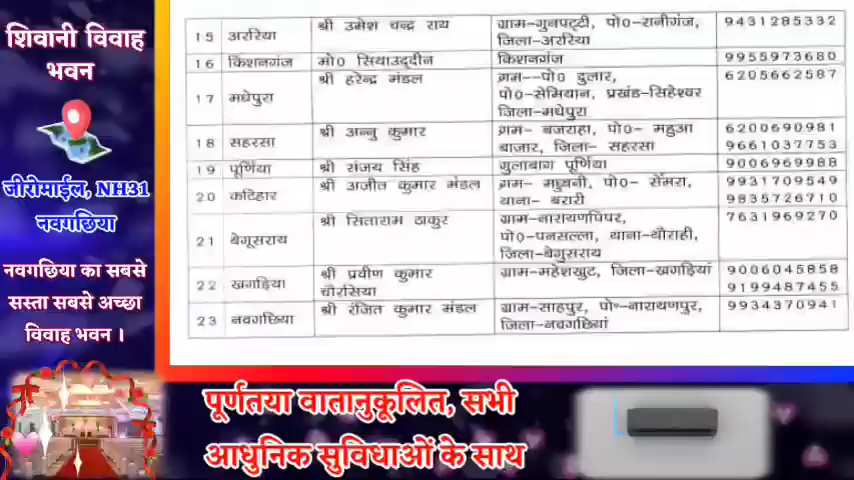 शिवानी विवाह
भवन
जीरोमाईल, NH31
नवगछिया
नवगछिया का सबसे
सस्ता सबसे अच्छा
विवाह भवन ।
15 अररिया श्री उमेश चन्द्र राय ग्राम-गुनपट्टी, पो0-रानीगंज, 9431285332
जिला-अररिया
16 किशनगंज मो0 सियाउद्दीन किशनगंज 9955973680
17 मधेपुरा श्री हरेन्द्र मंडल ग्रम--पो0 दुलार, 6205662587
पो0-सेमियान, प्रखंड-सिहेश्वर
जिला-मधेपुरा
18 सहरसा श्री अन्नु कुमार ग्रम- बजराहा, पो0- महुआ 6200690981
बाजार, जिला- सहरसा 9661037753
19 पूर्णिया श्री संजय सिंह गुलाबाग पूर्णिया 9006969988
20 कटिहार श्री अजीत कुमार मंडल ग्रम- मधुबनी, पो0- सेंमरा, 9931709549
थाना- बरारी 9835726710
21 बेगूसराय श्री सिताराम ठाकुर ग्राम-नारायणपिपर, 7631969270
पो0-पनसल्ला, थाना-थौराही,
जिला-बेगुसराय
22 खगड़िया श्री प्रवीण कुमार ग्राम-महेशखुट, जिला-खगड़ियां 9006045858
चौरसिया 9199487455
23 नवगछिया श्री रंजित कुमार मंडल ग्राम-साहपुर, पो०-नारायणपुर, 9934370941
जिला-नवगछियां
पूर्णतया वातानुकूलित, सभी
आधुनिक सुविधाओं के साथ